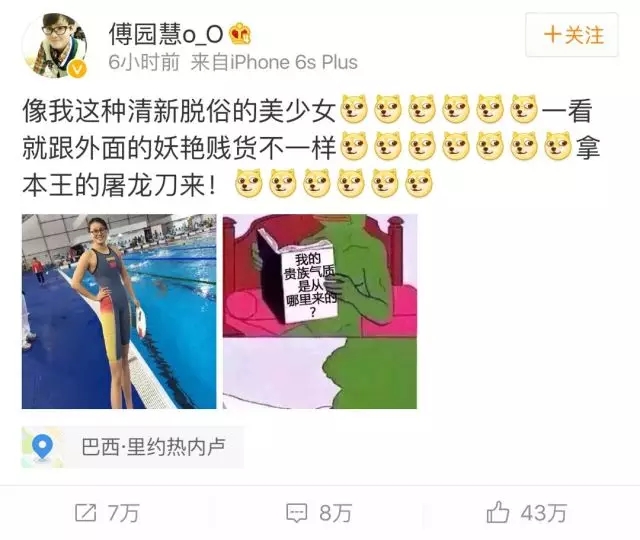 傅园慧o_O
6小时前 来自iPhone 6s Plus
+关注
像我这种清新脱俗的美少女一看
就跟外面的妖艳贱货不一样拿
本王的屠龙刀来！
我的
贵族气质
是从
哪里来的
?
巴西·里约热内卢
7万
8万
43万